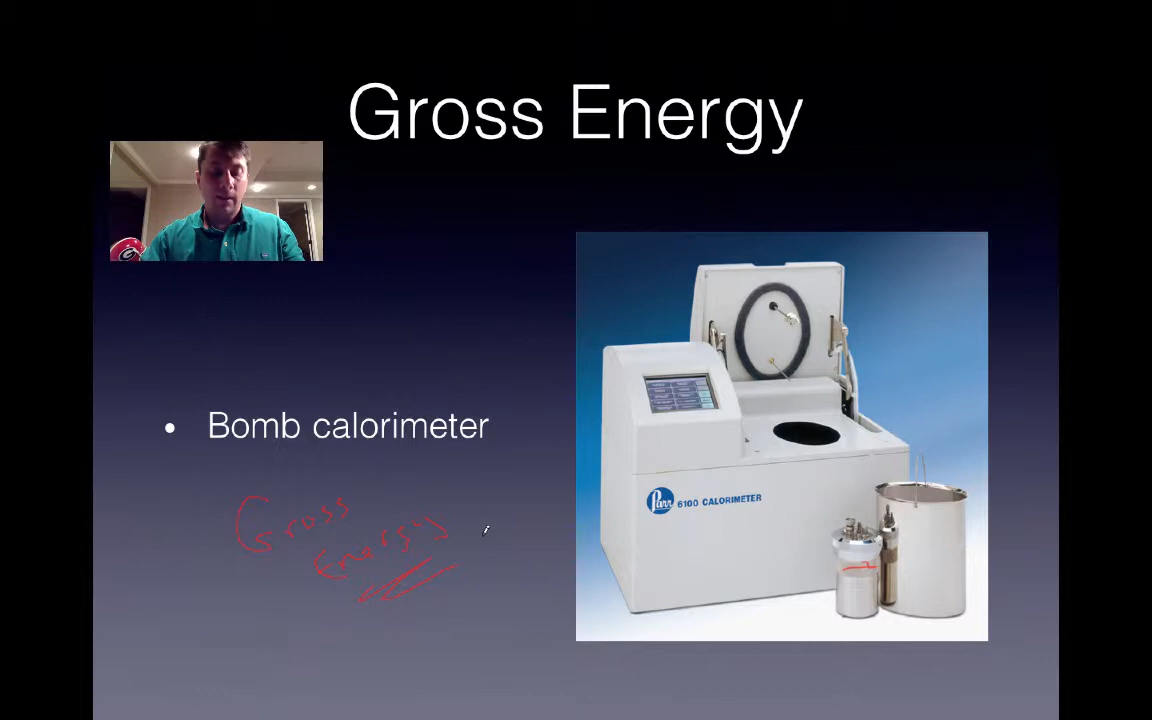 Gross Energy
G
• Bomb calorimeter
Gross
Energy
Parr 6100 CALORIMETER